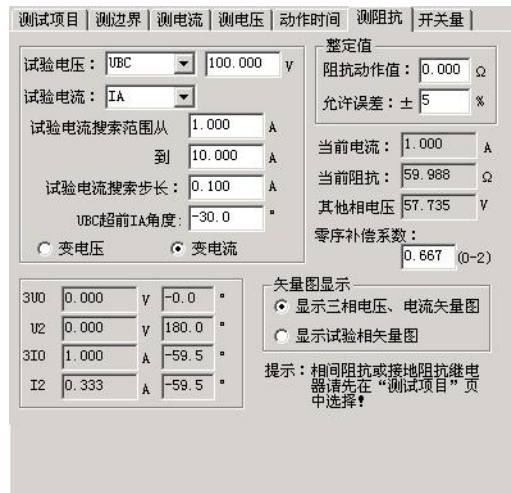 测试项目 测边界 测电流 测电压 动作时间 测阻抗 开关量
试验电压： UBC 100.000 V
试验电流： IA
试验电流搜索范围从 1.000 A
到 10.000 A
试验电流搜索步长： 0.100 A
UBC超前IA角度: -30.0 °
变电压 变电流
整定值
阻抗动作值： 0.000 Ω
允许误差：± 5 %
当前电流： 1.000 A
当前阻抗： 59.988 Ω
其他相电压 57.735 V
零序补偿系数：
0.667 (0-2)
3U0 0.000 V -0.0 °
U2 0.000 V 180.0 °
3I0 1.000 A -59.5 °
I2 0.333 A -59.5 °
矢量图显示
显示三相电压、电流矢量图
显示试验相矢量图
提示：相间阻抗或接地阻抗继电
器请先在“测试项目”页
中选择！